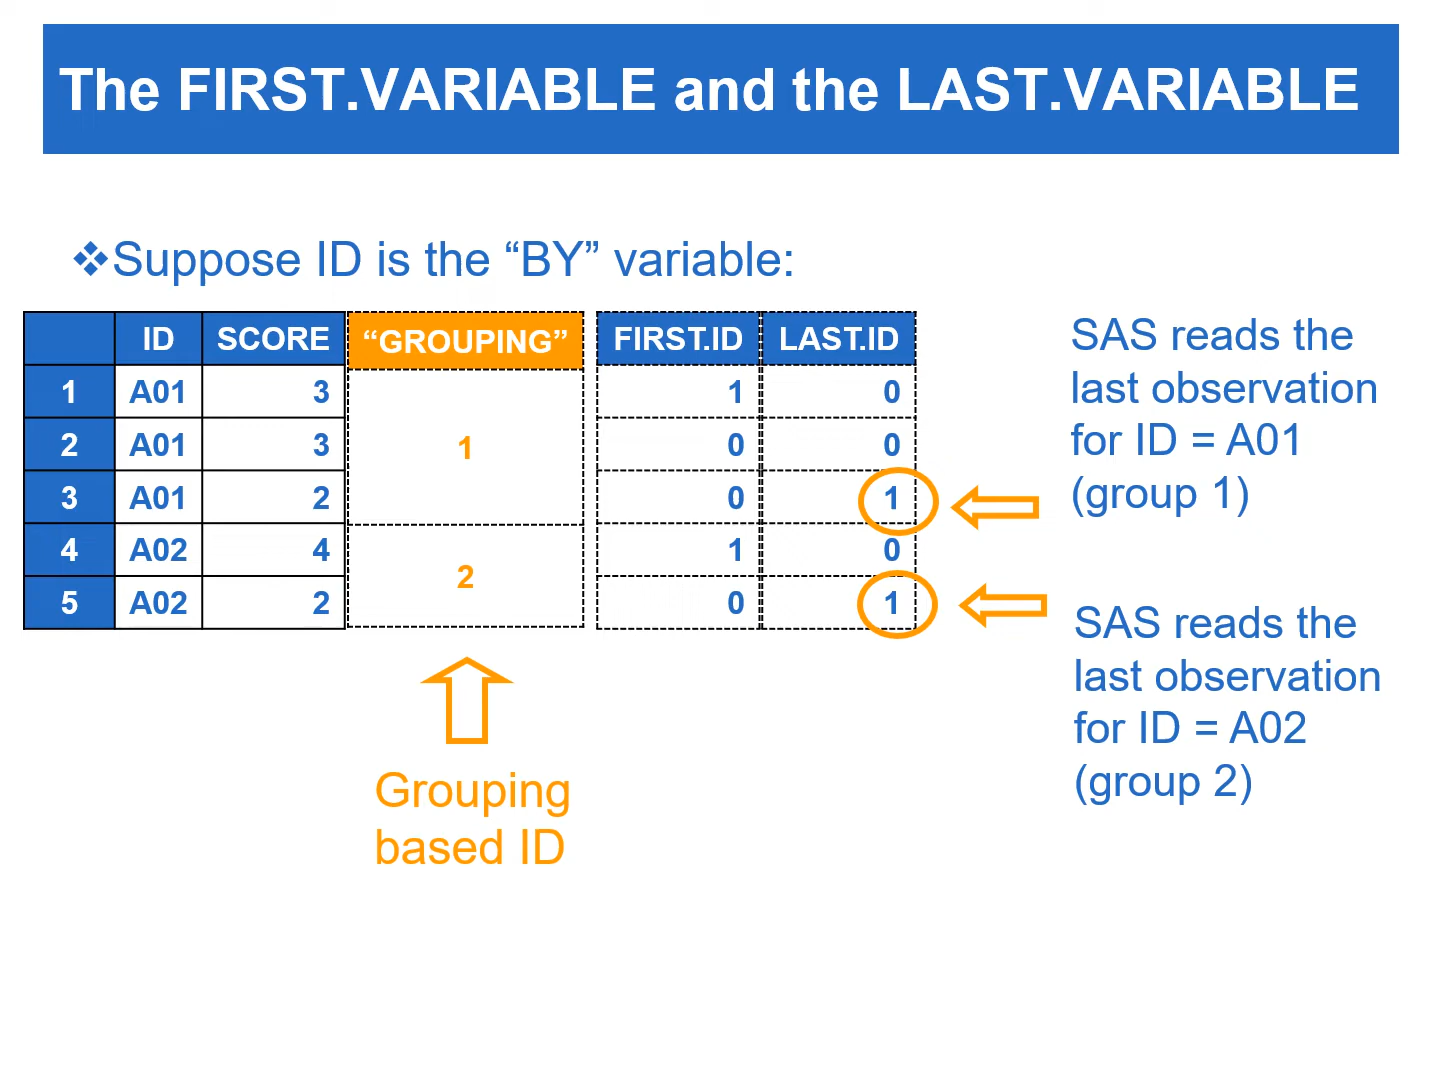 The FIRST.VARIABLE and the LAST.VARIABLE
❖Suppose ID is the “BY” variable:
ID SCORE “GROUPING” FIRST.ID LAST.ID
1 A01 3 1 0
2 A01 3 1 0 0
3 A01 2 0 1
4 A02 4 1 0
2
5 A02 2 0 1
SAS reads the
last observation
for ID = A01
(group 1)
SAS reads the
last observation
for ID = A02
(group 2)
Grouping
based ID